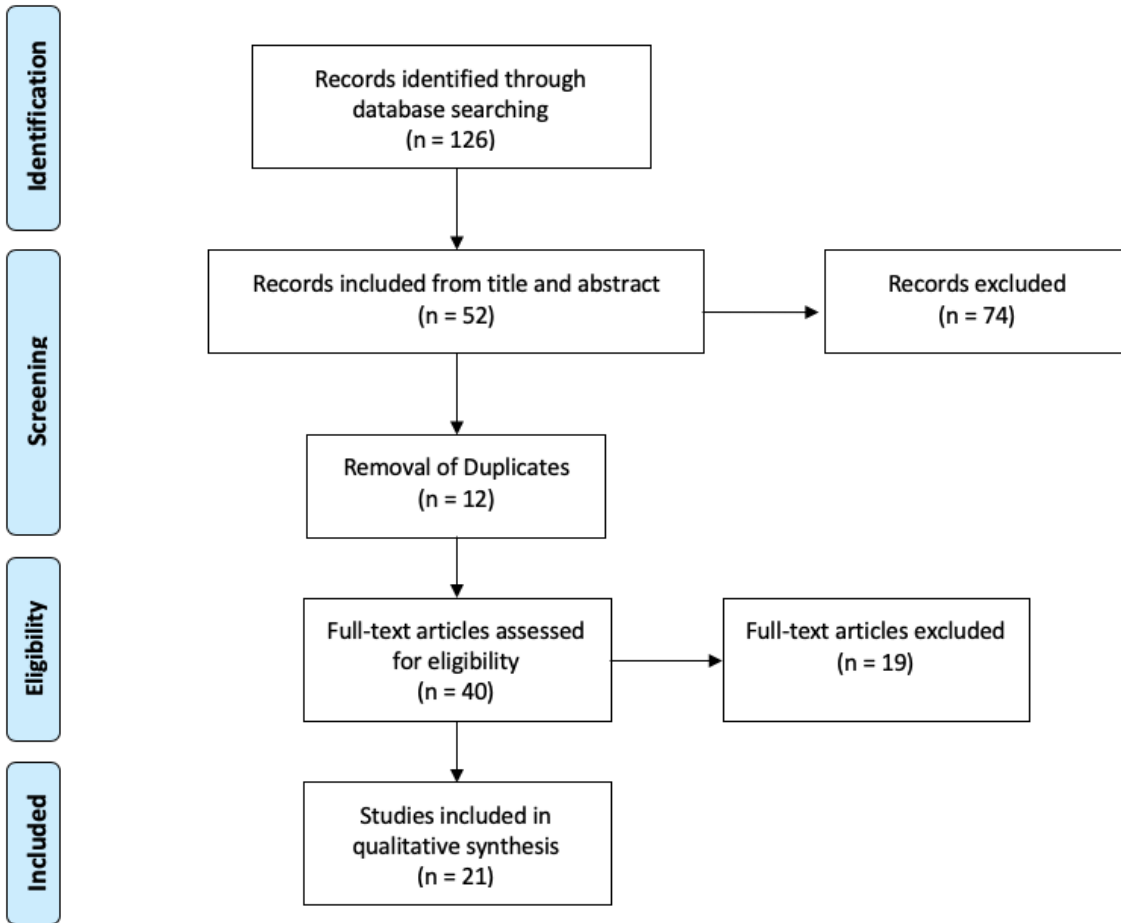 Identification
Records identified through
database searching
(n = 126)
Screening
Records included from title and abstract
(n = 52)
Records excluded
(n = 74)
Removal of Duplicates
(n = 12)
Eligibility
Full-text articles assessed
for eligibility
(n = 40)
Full-text articles excluded
(n = 19)
Included
Studies included in
qualitative synthesis
(n = 21)